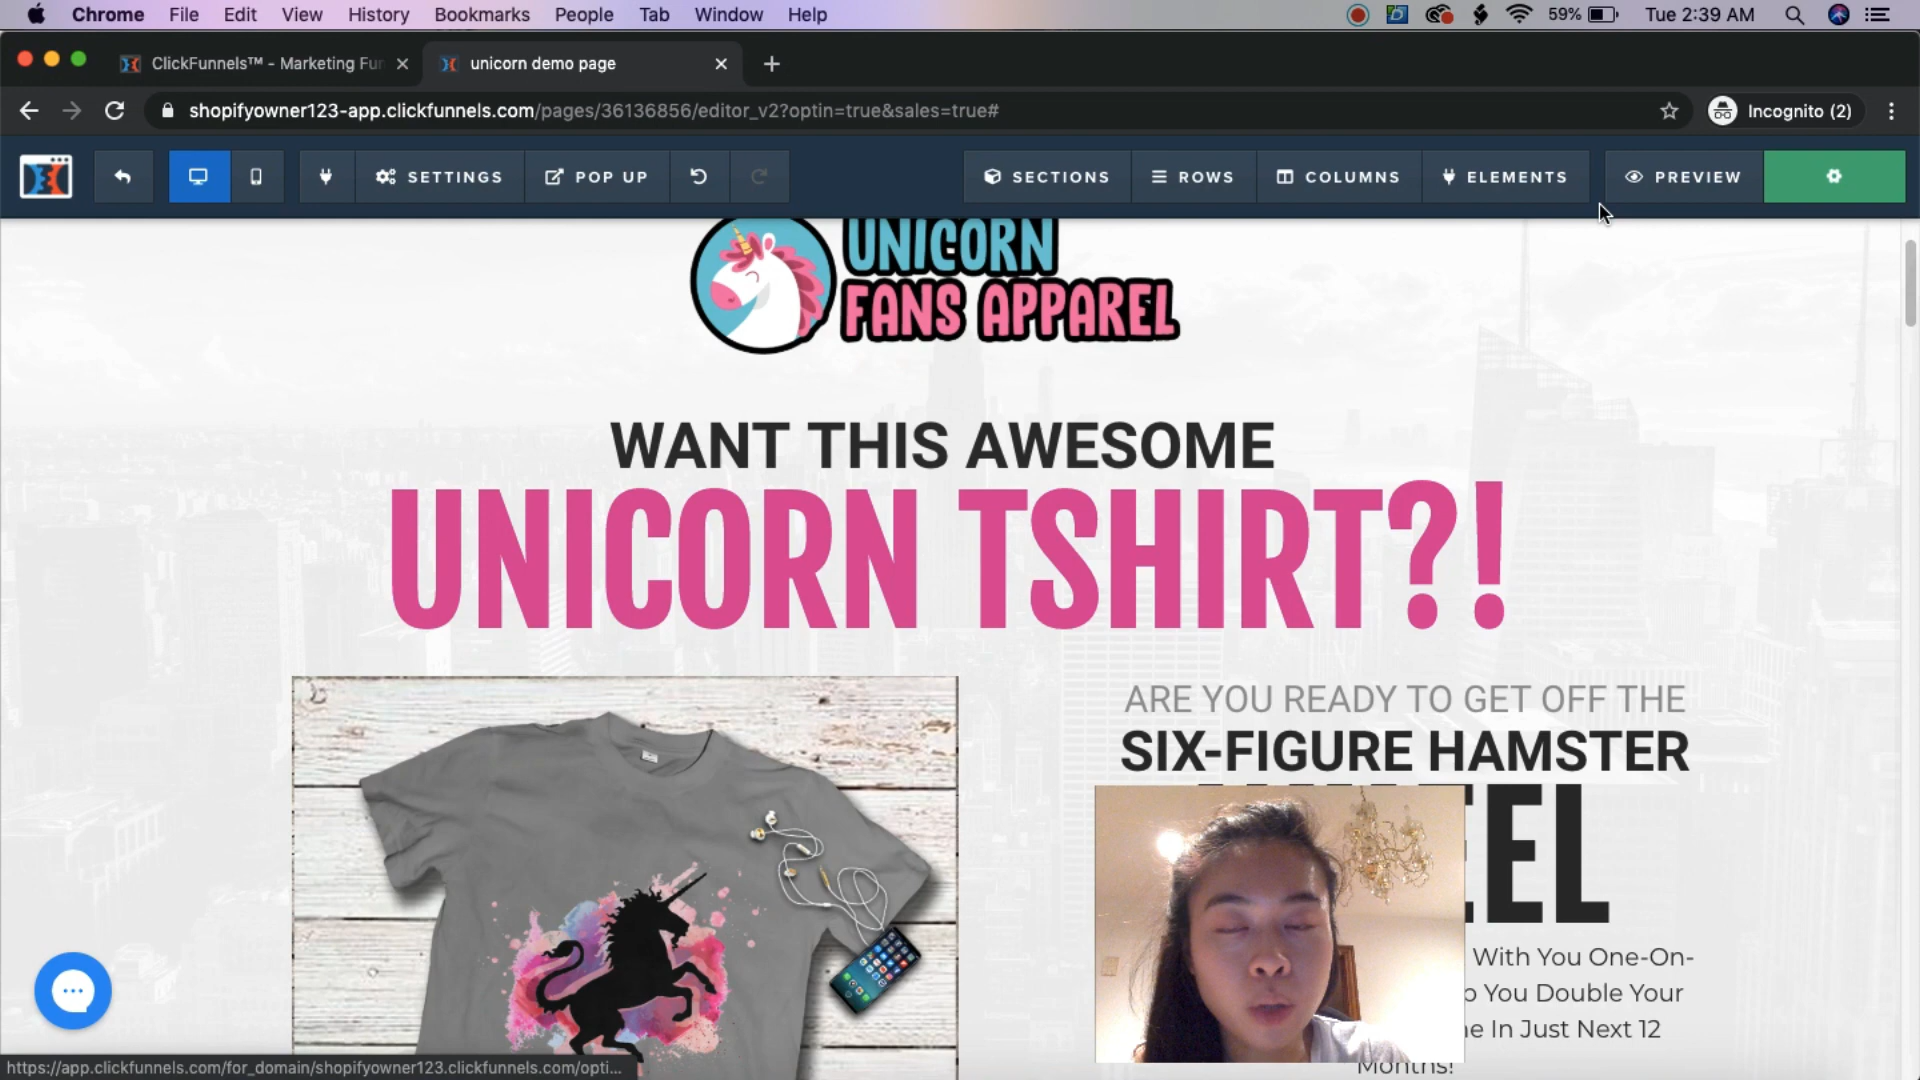 Chrome File Edit View History Bookmarks People Tab Window Help 59% Tue 2:39 AM
ClickFunnels™ - Marketing Fun
unicorn demo page
shopifyowner123-app.clickfunnels.com/pages/36136856/editor_v2?optin=true&sales=true#
Incognito (2)
SETTINGS POP UP SECTIONS ROWS COLUMNS ELEMENTS PREVIEW
UNICORN
FANS APPAREL
WANT THIS AWESOME
UNICORN TSHIRT?!
ARE YOU READY TO GET OFF THE
SIX-FIGURE HAMSTER
EL
With You One-On-
You Double Your
In Just Next 12
Months!
https://app.clickfunnels.com/for_domain/shopifyowner123.clickfunnels.com/opti...